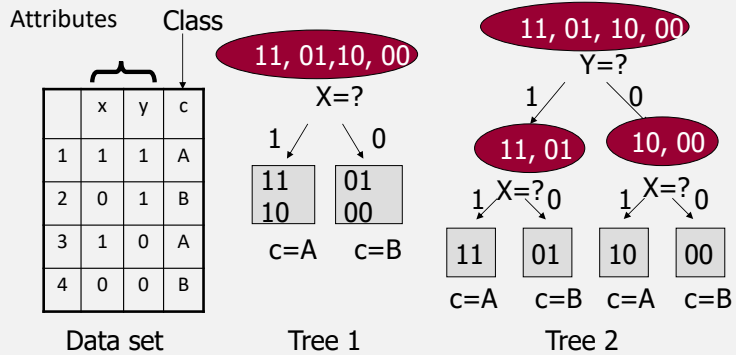 Attributes Class
x y c
1 1 1 A
2 0 1 B
3 1 0 A
4 0 0 B
Data set
11, 01,10, 00
X=?
1 0
11 01
10 00
c=A c=B
Tree 1
11, 01, 10, 00
Y=?
1 0
11, 01 10, 00
X=? X=?
1 0 1 0
11 01 10 00
c=A c=B c=A c=B
Tree 2